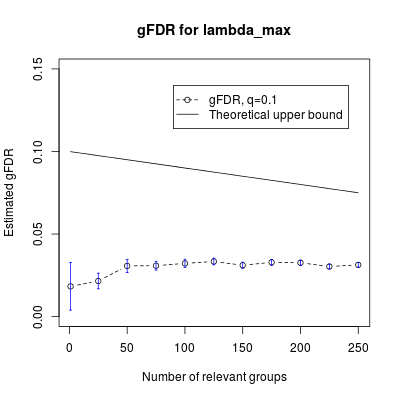 gFDR for lambda_max
0.15
0.10
0.05
0.00
Estimated gFDR
gFDR, q=0.1
Theoretical upper bound
0 50 100 150 200 250
Number of relevant groups